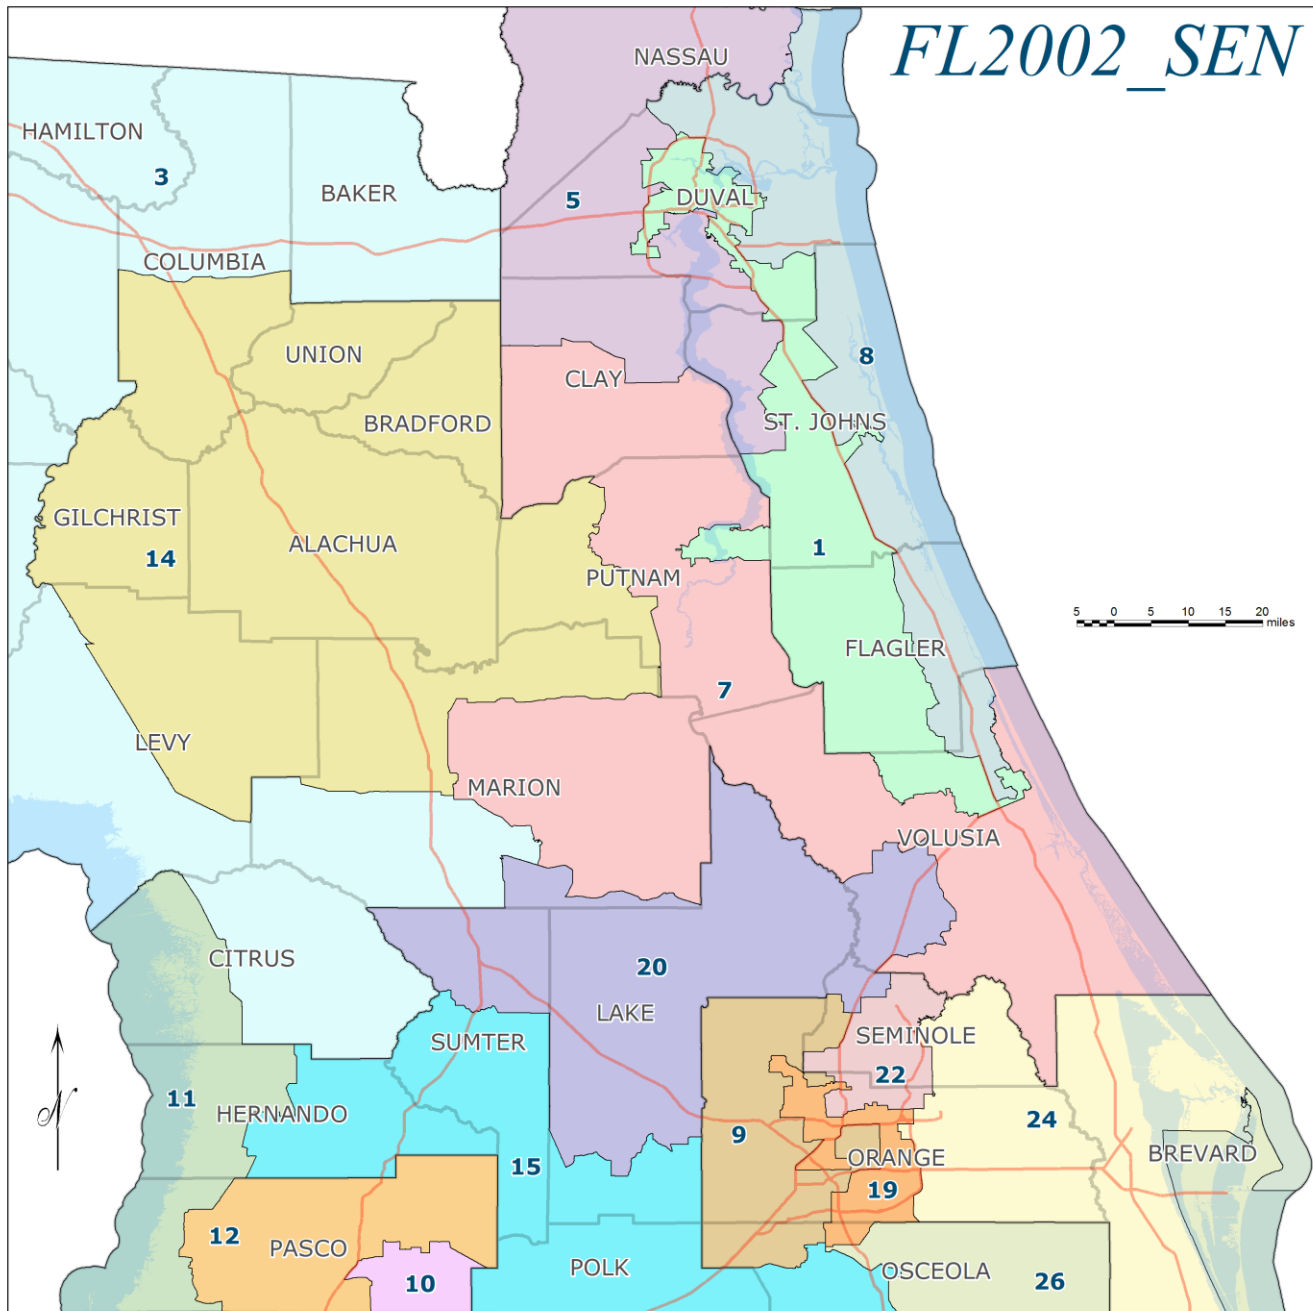 FL2002_SEN
NASSAU
HAMILTON
3
BAKER
5
DUVAL
COLUMBIA
UNION
CLAY
8
BRADFORD
ST. JOHNS
GILCHRIST
14
ALACHUA
1
PUTNAM
5 0 5 10 15 20
miles
FLAGLER
7
LEVY
MARION
VOLUSIA
CITRUS
20
LAKE
SUMTER
SEMINOLE
22
11
HERNANDO
N
9
24
15
ORANGE
BREVARD
19
12
PASCO
POLK
OSCEOLA
10
26